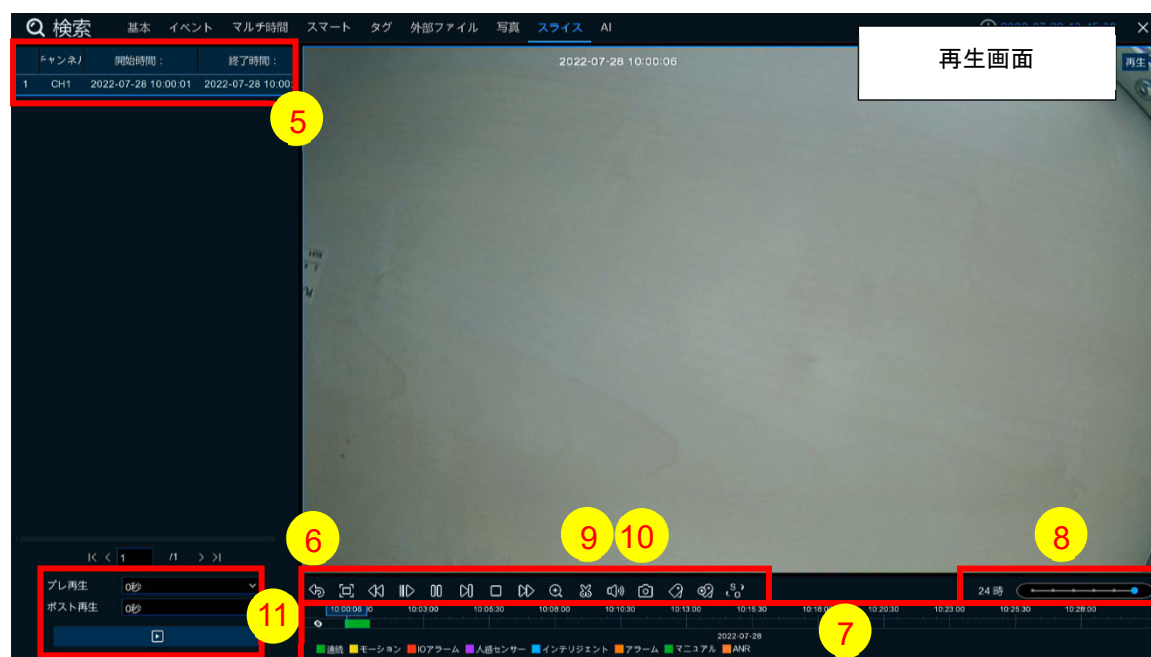 検索 基本 イベント マルチ時間 スマート タグ 外部ファイル 写真 スライス AI
再生画面
再生
チャンネル 開始時間： 終了時間：
1 CH1 2022-07-28 10:00:01 2022-07-28 10:00:
2022-07-28 10:00:06
5
6
9 10
8
1 /1
プレ再生 0秒
ポスト再生 0秒
11
24 時
10:00:06 10:03:00 10:05:30 10:08:00 10:10:30 10:13:00 10:15:30 10:18:00 10:20:30 10:23:00 10:25:30 10:28:00
7
2022-07-28
連続 モーション IOアラーム 人感センサー インテリジェント アラーム マニュアル ANR